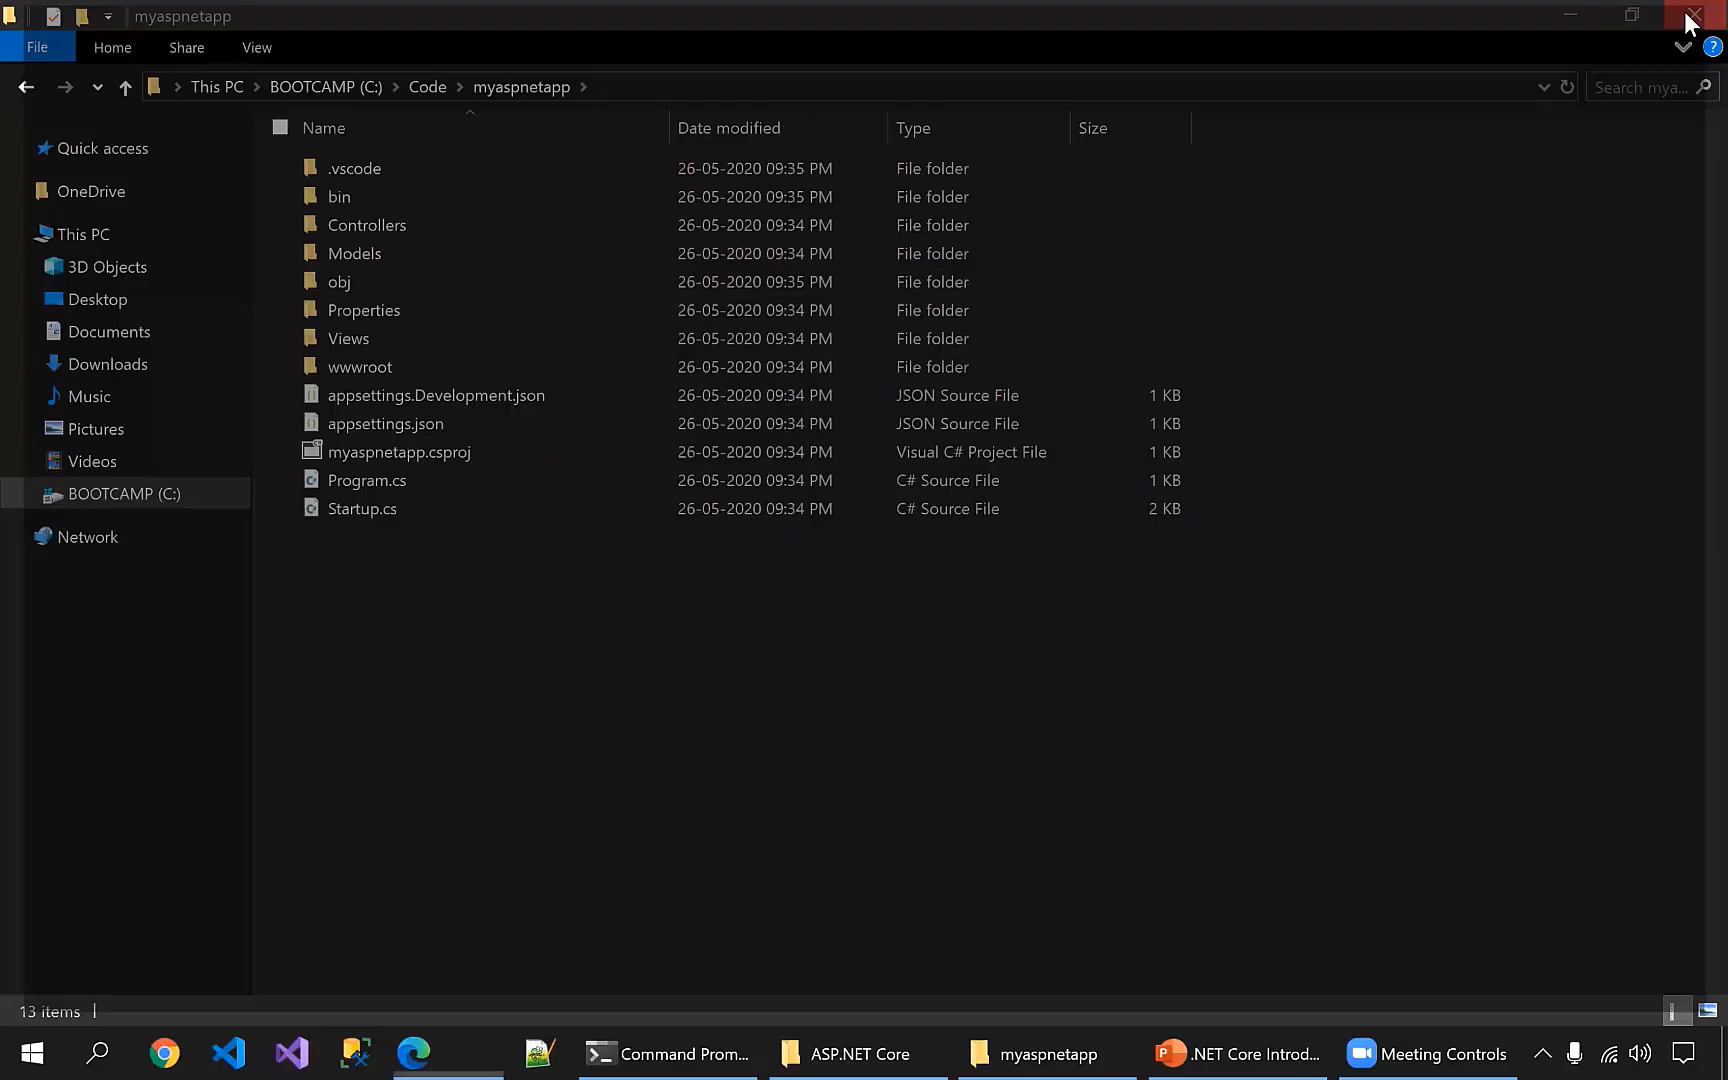 myaspnetapp
File Home Share View
This PC BOOTCAMP (C:) Code myaspnetapp Search mya...
Name Date modified Type Size
Quick access
OneDrive
This PC
3D Objects
Desktop
Documents
Downloads
Music
Pictures
Videos
BOOTCAMP (C:)
Network
.vscode 26-05-2020 09:35 PM File folder
bin 26-05-2020 09:35 PM File folder
Controllers 26-05-2020 09:34 PM File folder
Models 26-05-2020 09:34 PM File folder
obj 26-05-2020 09:35 PM File folder
Properties 26-05-2020 09:34 PM File folder
Views 26-05-2020 09:34 PM File folder
wwwroot 26-05-2020 09:34 PM File folder
appsettings.Development.json 26-05-2020 09:34 PM JSON Source File 1 KB
appsettings.json 26-05-2020 09:34 PM JSON Source File 1 KB
myaspnetapp.csproj 26-05-2020 09:34 PM Visual C# Project File 1 KB
Program.cs 26-05-2020 09:34 PM C# Source File 1 KB
Startup.cs 26-05-2020 09:34 PM C# Source File 2 KB
13 items
Command Prom... ASP.NET Core myaspnetapp .NET Core Introd... Meeting Controls